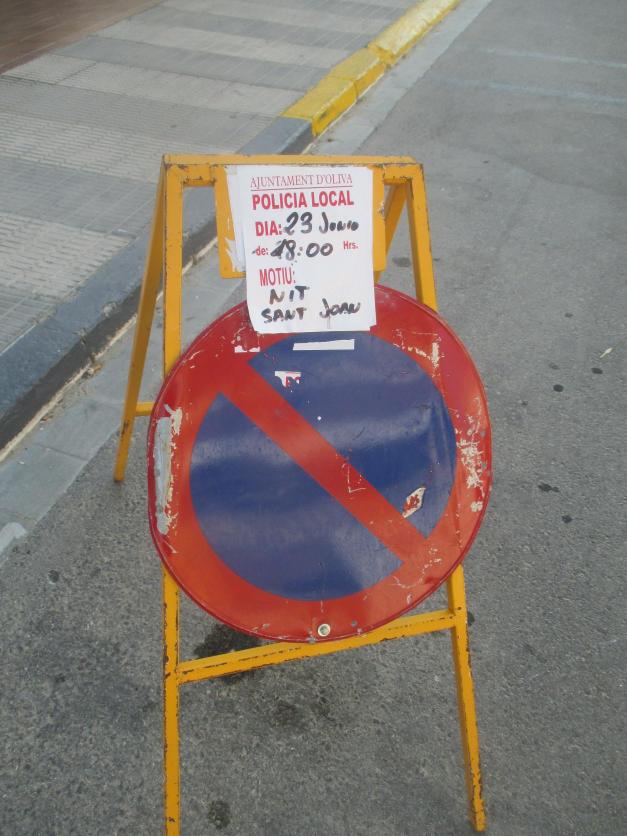 AJUNTAMENT D'OLIVA
POLICIA LOCAL
DIA: 23 Junio
de: 18:00 Hrs.
MOTIU:
NIT
SANT JOAN